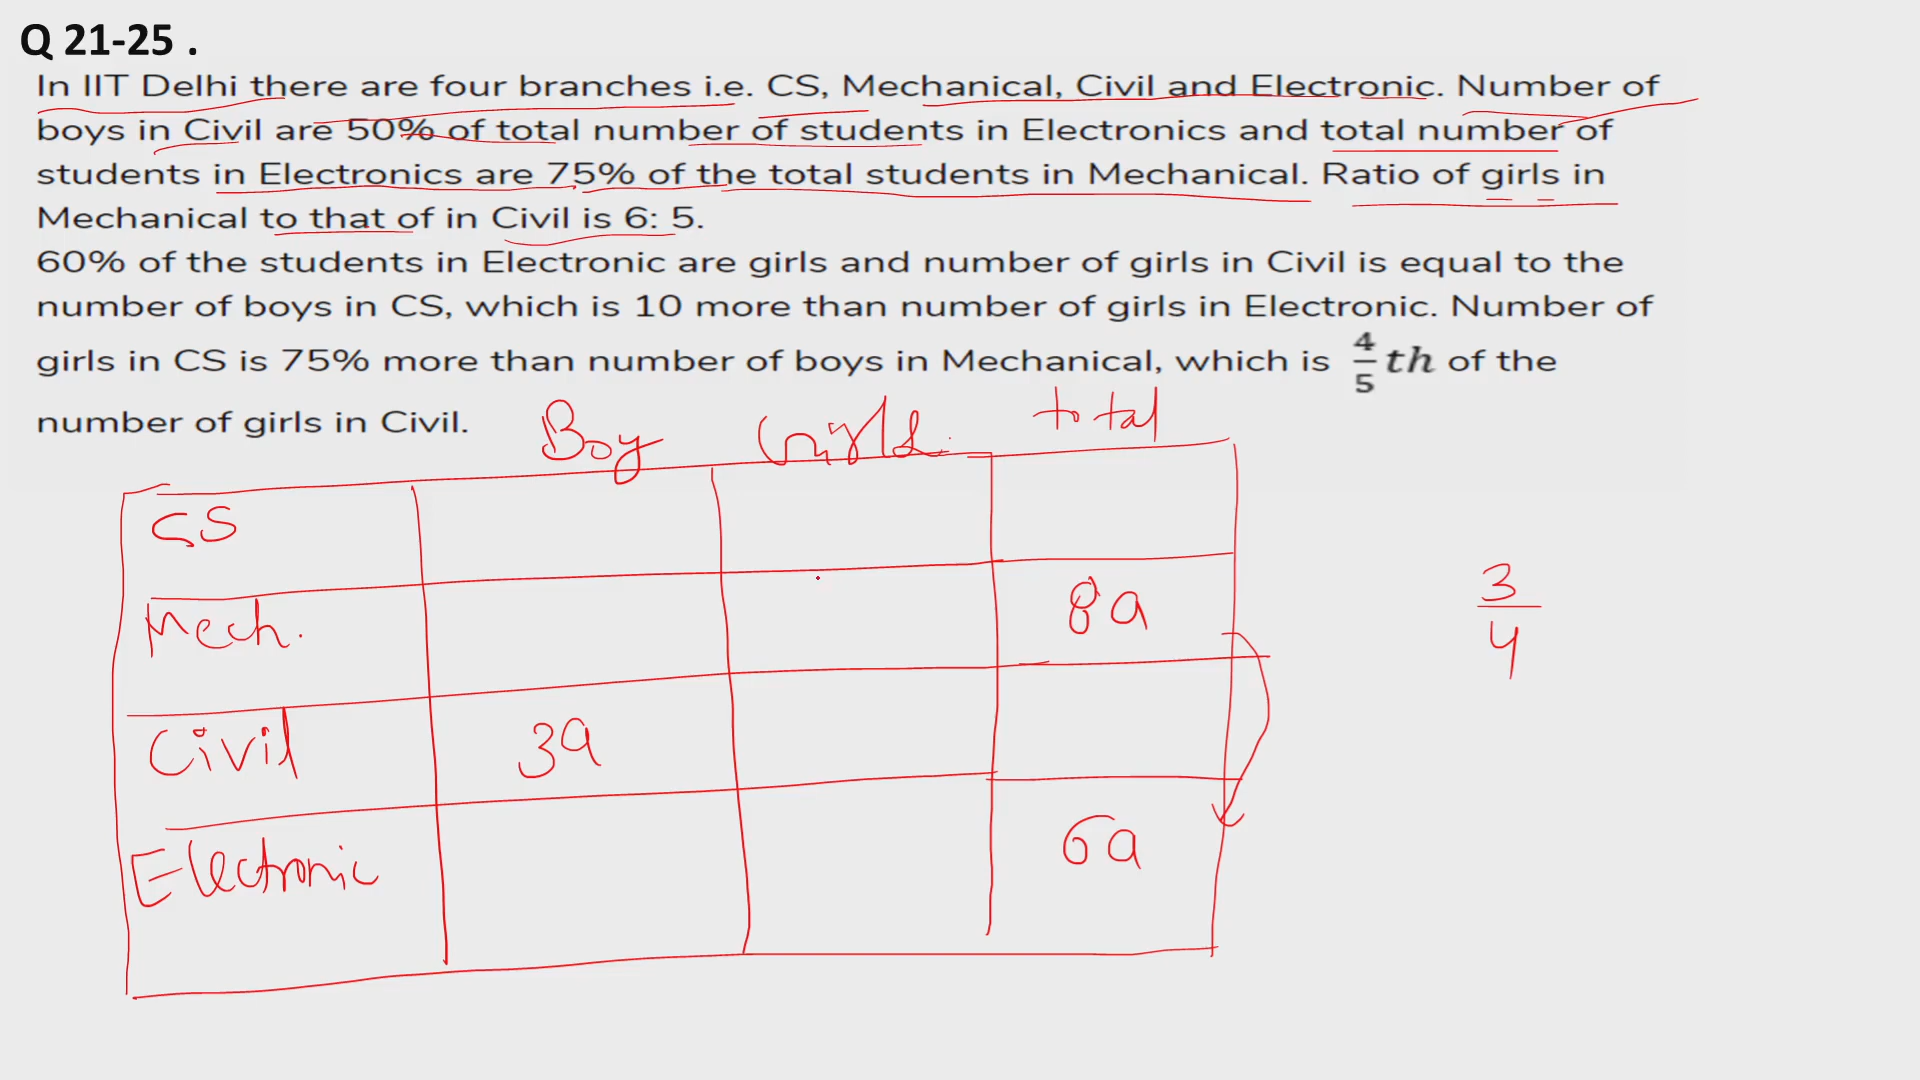 Q 21-25 .
In IIT Delhi there are four branches i.e. CS, Mechanical, Civil and Electronic. Number of
boys in Civil are 50% of total number of students in Electronics and total number of
students in Electronics are 75% of the total students in Mechanical. Ratio of girls in
Mechanical to that of in Civil is 6: 5.
60% of the students in Electronic are girls and number of girls in Civil is equal to the
number of boys in CS, which is 10 more than number of girls in Electronic. Number of
girls in CS is 75% more than number of boys in Mechanical, which is 4/5 th of the
number of girls in Civil.
Boy Girls total
CS
Mech. 8a
3/4
Civil 3a
Electronic 6a